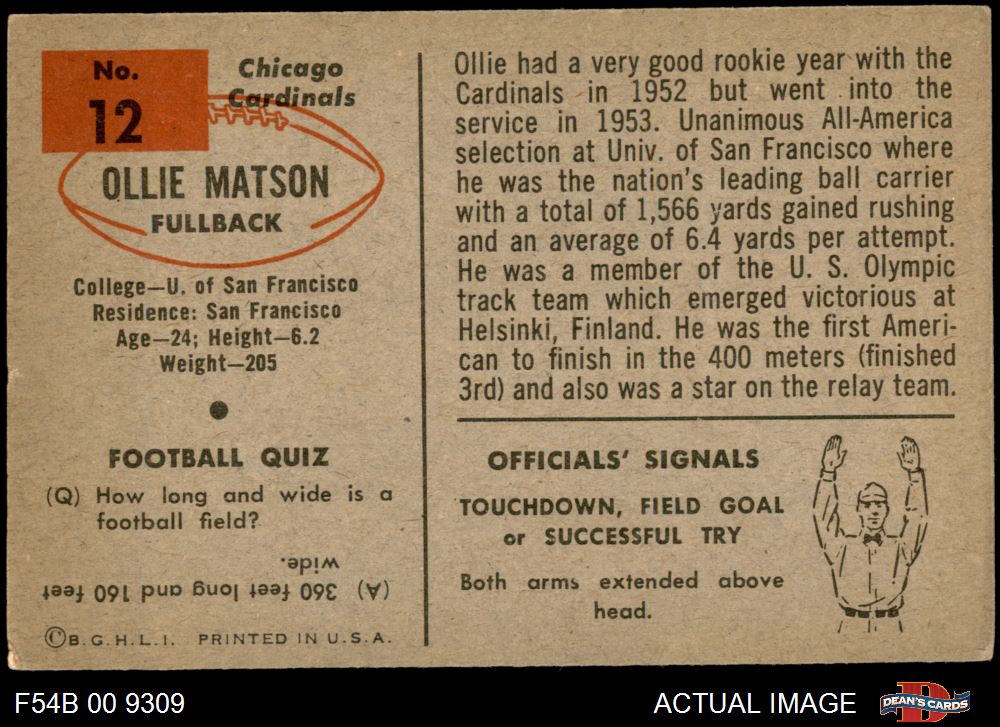 No.
12
Chicago
Cardinals
OLLIE MATSON
FULLBACK
College—U. of San Francisco
Residence: San Francisco
Age—24; Height—6.2
Weight—205
FOOTBALL QUIZ
(Q) How long and wide is a
football field?
(A) 360 feet long and 160 feet
wide.
©B.G.H.L.I. PRINTED IN U.S.A.
Ollie had a very good rookie year with the
Cardinals in 1952 but went into the
service in 1953. Unanimous All-America
selection at Univ. of San Francisco where
he was the nation's leading ball carrier
with a total of 1,566 yards gained rushing
and an average of 6.4 yards per attempt.
He was a member of the U. S. Olympic
track team which emerged victorious at
Helsinki, Finland. He was the first Ameri-
can to finish in the 400 meters (finished
3rd) and also was a star on the relay team.
OFFICIALS' SIGNALS
TOUCHDOWN, FIELD GOAL
or SUCCESSFUL TRY
Both arms extended above
head.
F54B 00 9309
ACTUAL IMAGE
D
DEAN'S CARDS